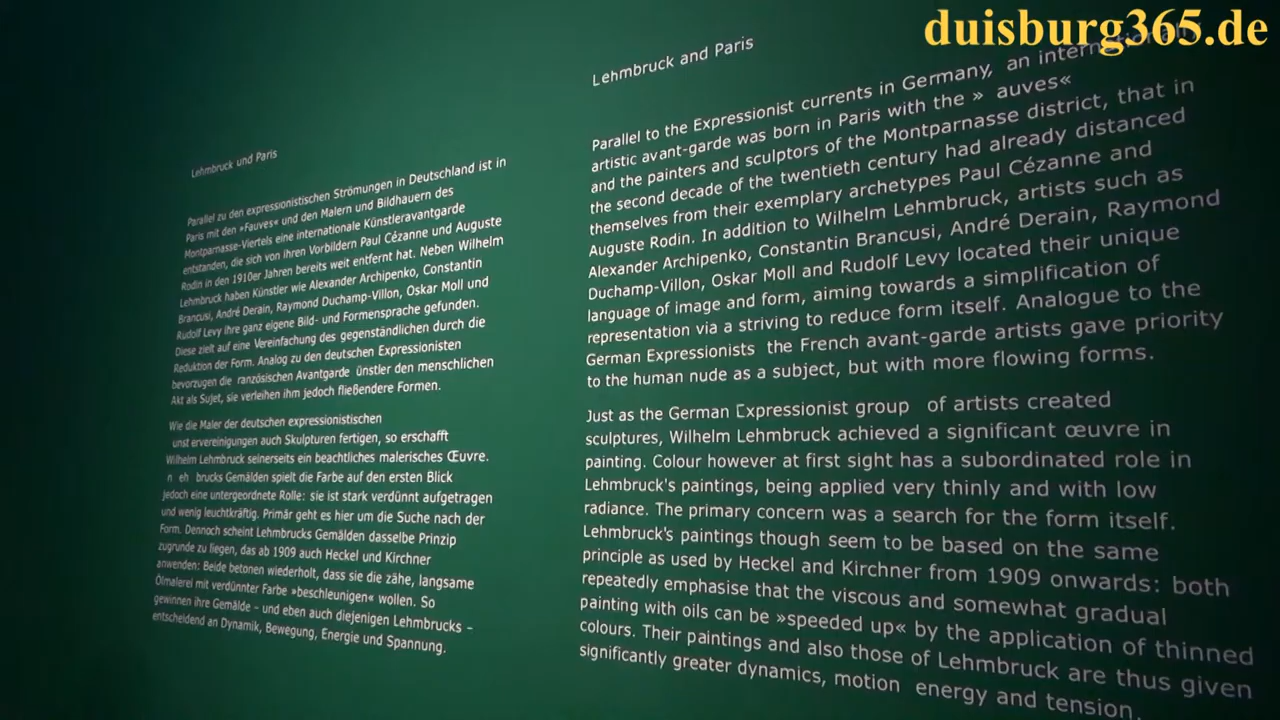 duisburg365.de
Lehmbruck und Paris
Parallel zu den expressionistischen Strömungen in Deutschland ist in
Paris mit den »Fauves« und den Malern und Bildhauern des
Montparnasse-Viertels eine internationale Künstleravantgarde
entstanden, die sich von ihren Vorbildern Paul Cézanne und Auguste
Rodin in den 1910er Jahren bereits weit entfernt hat. Neben Wilhelm
Lehmbruck haben Künstler wie Alexander Archipenko, Constantin
Brancusi, André Derain, Raymond Duchamp-Villon, Oskar Moll und
Rudolf Levy ihre ganz eigene Bild- und Formensprache gefunden.
Diese zielt auf eine Vereinfachung des gegenständlichen durch die
Reduktion der Form. Analog zu den deutschen Expressionisten
bevorzugen die ranzösischen Avantgarde ünstler den menschlichen
Akt als Sujet, sie verleihen ihm jedoch fließendere Formen.
Wie die Maler der deutschen expressionistischen
unst ervereinigungen auch Skulpturen fertigen, so erschafft
Wilhelm Lehmbruck seinerseits ein beachtliches malerisches Œuvre.
n eh brucks Gemälden spielt die Farbe auf den ersten Blick
jedoch eine untergeordnete Rolle: sie ist stark verdünnt aufgetragen
und wenig leuchtkräftig. Primär geht es hier um die Suche nach der
Form. Dennoch scheint Lehmbrucks Gemälden dasselbe Prinzip
zugrunde zu liegen, das ab 1909 auch Heckel und Kirchner
anwenden: Beide betonen wiederholt, dass sie die zähe, langsame
Ölmalerei mit verdünnter Farbe »beschleunigen« wollen. So
gewinnen ihre Gemälde – und eben auch diejenigen Lehmbrucks –
entscheidend an Dynamik, Bewegung, Energie und Spannung.
Lehmbruck and Paris
Parallel to the Expressionist currents in Germany, an international
artistic avant-garde was born in Paris with the » auves«
and the painters and sculptors of the Montparnasse district, that in
the second decade of the twentieth century had already distanced
themselves from their exemplary archetypes Paul Cézanne and
Auguste Rodin. In addition to Wilhelm Lehmbruck, artists such as
Alexander Archipenko, Constantin Brancusi, André Derain, Raymond
Duchamp-Villon, Oskar Moll and Rudolf Levy located their unique
language of image and form, aiming towards a simplification of
representation via a striving to reduce form itself. Analogue to the
German Expressionists the French avant-garde artists gave priority
to the human nude as a subject, but with more flowing forms.
Just as the German Expressionist group of artists created
sculptures, Wilhelm Lehmbruck achieved a significant œuvre in
painting. Colour however at first sight has a subordinated role in
Lehmbruck's paintings, being applied very thinly and with low
radiance. The primary concern was a search for the form itself.
Lehmbruck's paintings though seem to be based on the same
principle as used by Heckel and Kirchner from 1909 onwards: both
repeatedly emphasise that the viscous and somewhat gradual
painting with oils can be »speeded up« by the application of thinned
colours. Their paintings and also those of Lehmbruck are thus given
significantly greater dynamics, motion energy and tension.